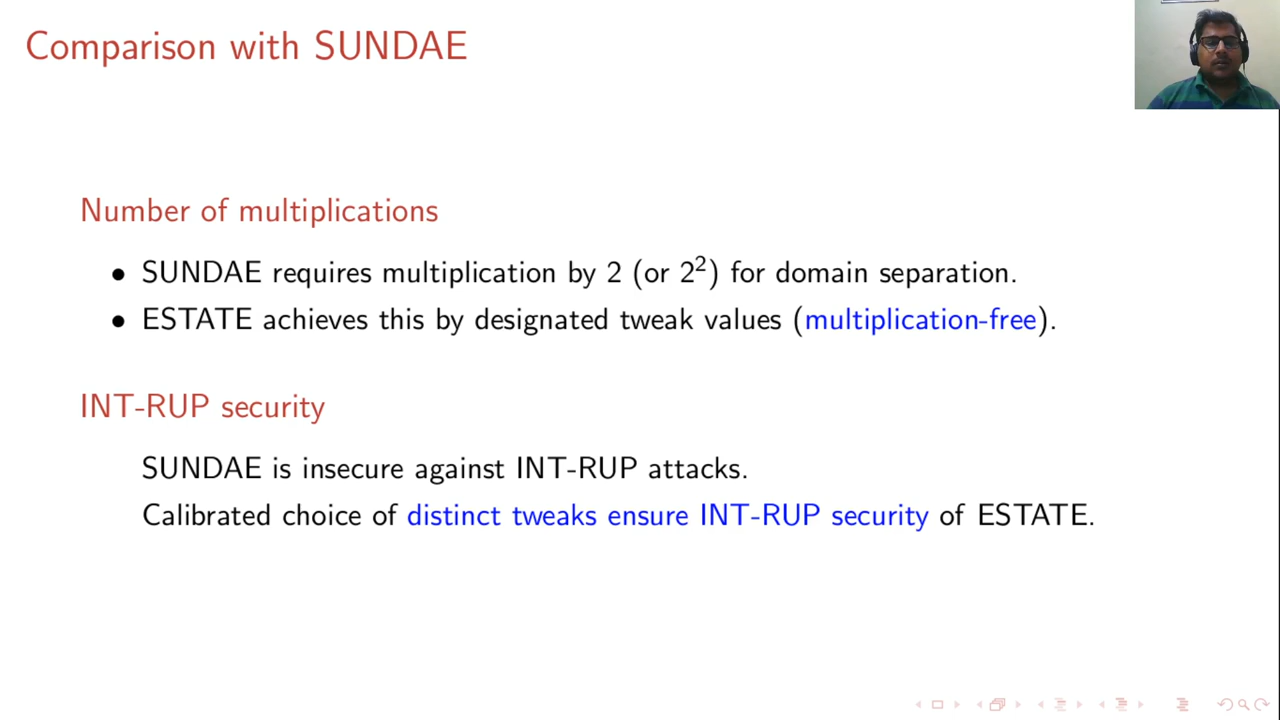 Comparison with SUNDAE
Number of multiplications
• SUNDAE requires multiplication by 2 (or 2²) for domain separation.
• ESTATE achieves this by designated tweak values (multiplication-free).
INT-RUP security
SUNDAE is insecure against INT-RUP attacks.
Calibrated choice of distinct tweaks ensure INT-RUP security of ESTATE.